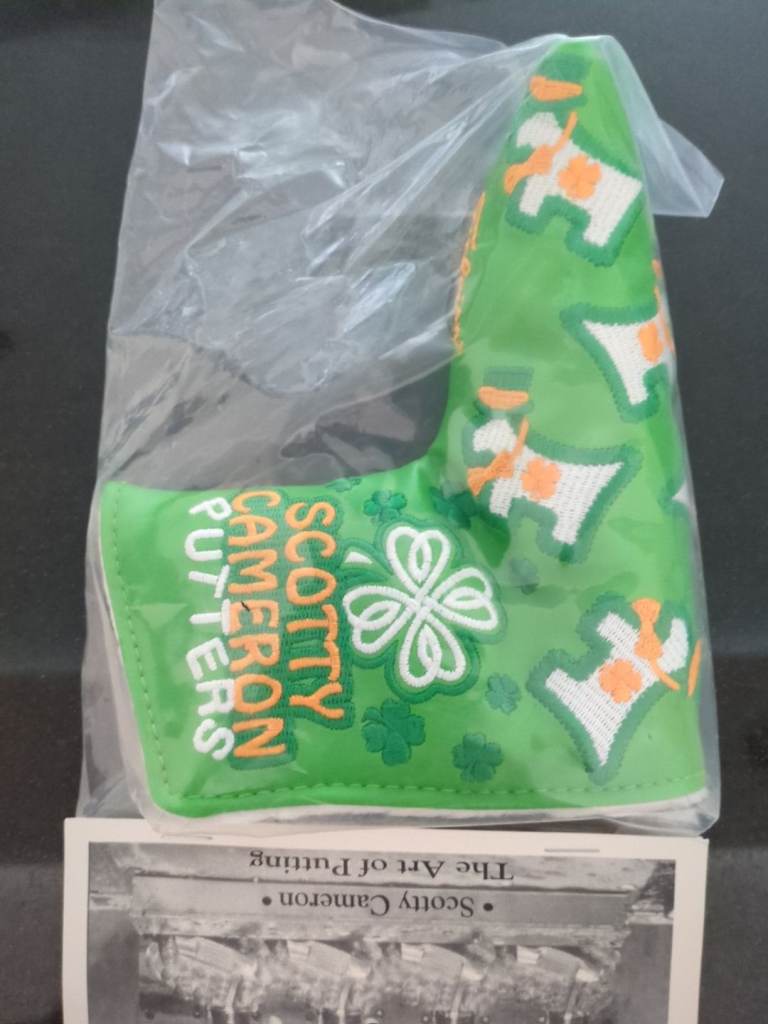 SCOTTY
CAMERON
PUTTERS
• Scotty Cameron •
The Art of Putting